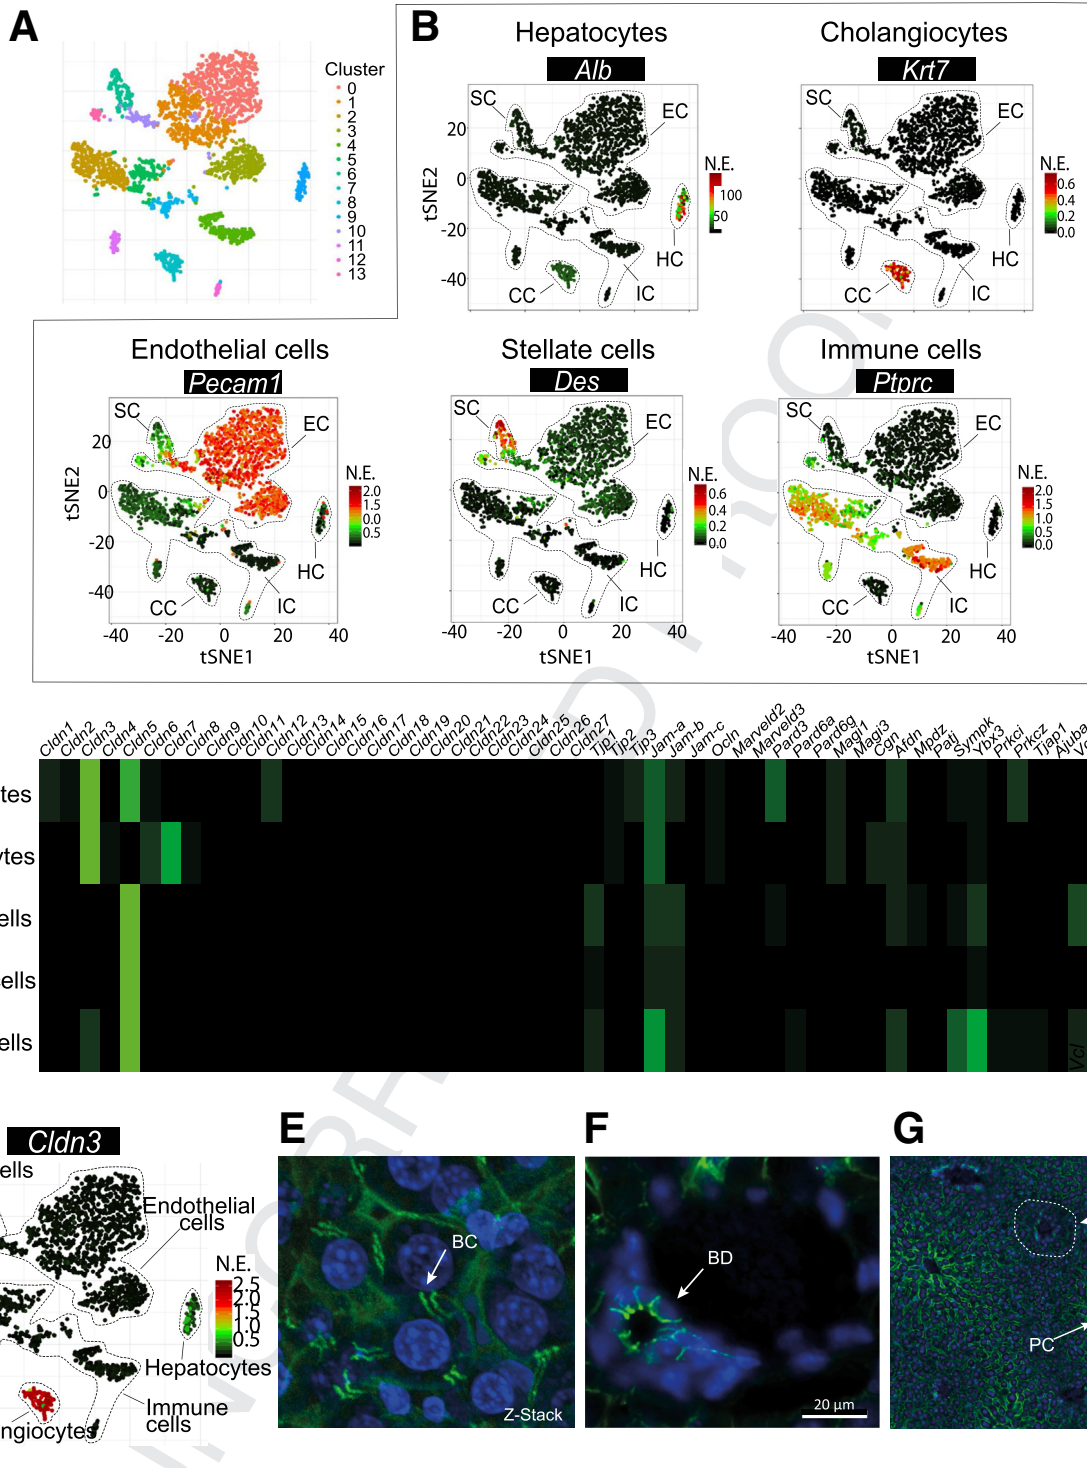 A
Cluster
0
1
2
3
4
5
6
7
8
9
10
11
12
13
B
Hepatocytes
Alb
SC
EC
HC
CC
IC
N.E.
100
50
20
0
-20
-40
tSNE2
Cholangiocytes
Krt7
SC
EC
HC
CC
IC
N.E.
0.6
0.4
0.2
0.0
Endothelial cells
Pecam1
SC
EC
HC
CC
IC
N.E.
2.0
1.5
1.0
0.5
20
0
-20
-40
tSNE2
-40 -20 0 20 40
tSNE1
Stellate cells
Des
SC
EC
HC
CC
IC
N.E.
0.6
0.4
0.2
0.0
-40 -20 0 20 40
tSNE1
Immune cells
Ptprc
SC
EC
HC
CC
IC
N.E.
2.0
1.5
1.0
0.5
0.0
-40 -20 0 20 40
tSNE1
Cldn1
Cldn2
Cldn3
Cldn4
Cldn5
Cldn6
Cldn7
Cldn8
Cldn9
Cldn10
Cldn11
Cldn12
Cldn13
Cldn14
Cldn15
Cldn16
Cldn17
Cldn18
Cldn19
Cldn20
Cldn21
Cldn22
Cldn23
Cldn24
Cldn25
Cldn26
Cldn27
Tjp1
Tjp2
Tjp3
Jam-a
Jam-b
Jam-c
Ocln
Marveld2
Marveld3
Pard3
Pard6a
Pard6g
Magi1
Magi3
Cgn
Afdn
Mpdz
Patj
Sympk
Ybx3
Prkci
Prkcz
Tjap1
Ajuba
Vc
tes
ytes
ells
cells
ells
Vcl
Cldn3
ells
Endothelial
cells
N.E.
2.5
2.0
1.5
1.0
0.5
Hepatocytes
Immune
cells
ngiocytes
E
BC
Z-Stack
F
BD
20 µm
G
PC